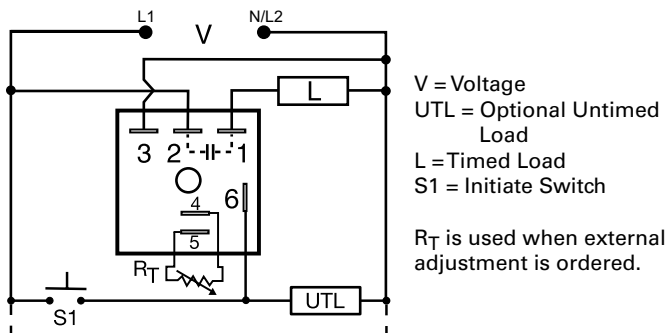 L1 V N/L2
L
3 2 1
6
4
5
RT
S1 UTL
V = Voltage
UTL = Optional Untimed
Load
L = Timed Load
S1 = Initiate Switch
RT is used when external
adjustment is ordered.